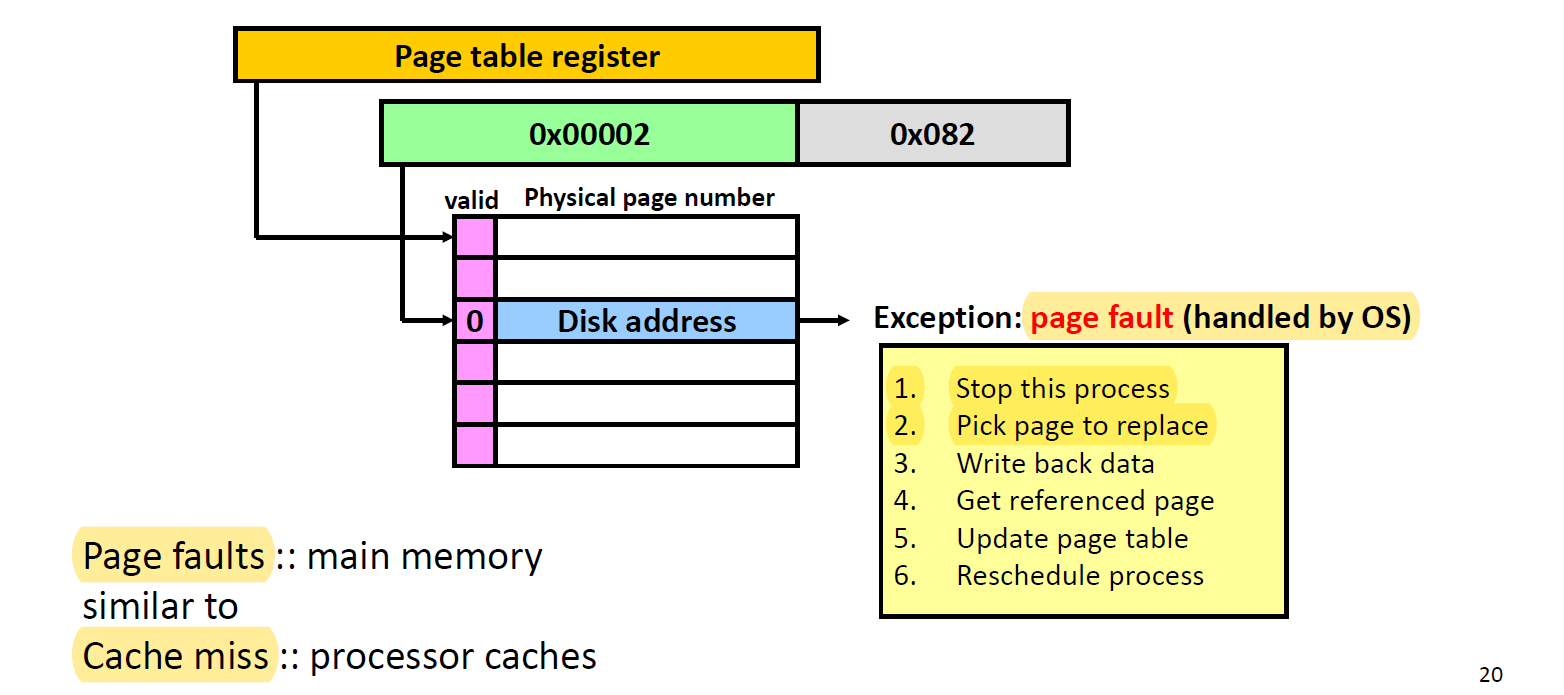 Page table register
0x00002 0x082
valid Physical page number
0 Disk address
Exception: page fault (handled by OS)
1. Stop this process
2. Pick page to replace
3. Write back data
4. Get referenced page
5. Update page table
6. Reschedule process
Page faults :: main memory
similar to
Cache miss :: processor caches
20